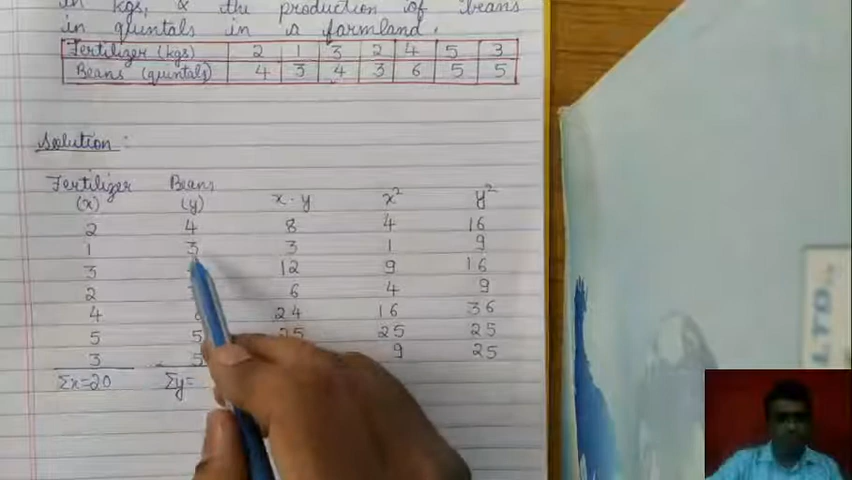 in kgs, & the production of beans
in quintals in a farmland.
Fertilizer (kgs) 2 1 3 2 4 5 3
Beans (quintals) 4 3 4 3 6 5 5
Solution :
Fertilizer Beans
(x) (y) x·y x² y²
2 4 8 4 16
1 3 3 1 9
3 12 9 16
2 6 4 9
4 24 16 36
5 5 25 25 25
3 5 9 25
Σx=20 Σy=
LTD.